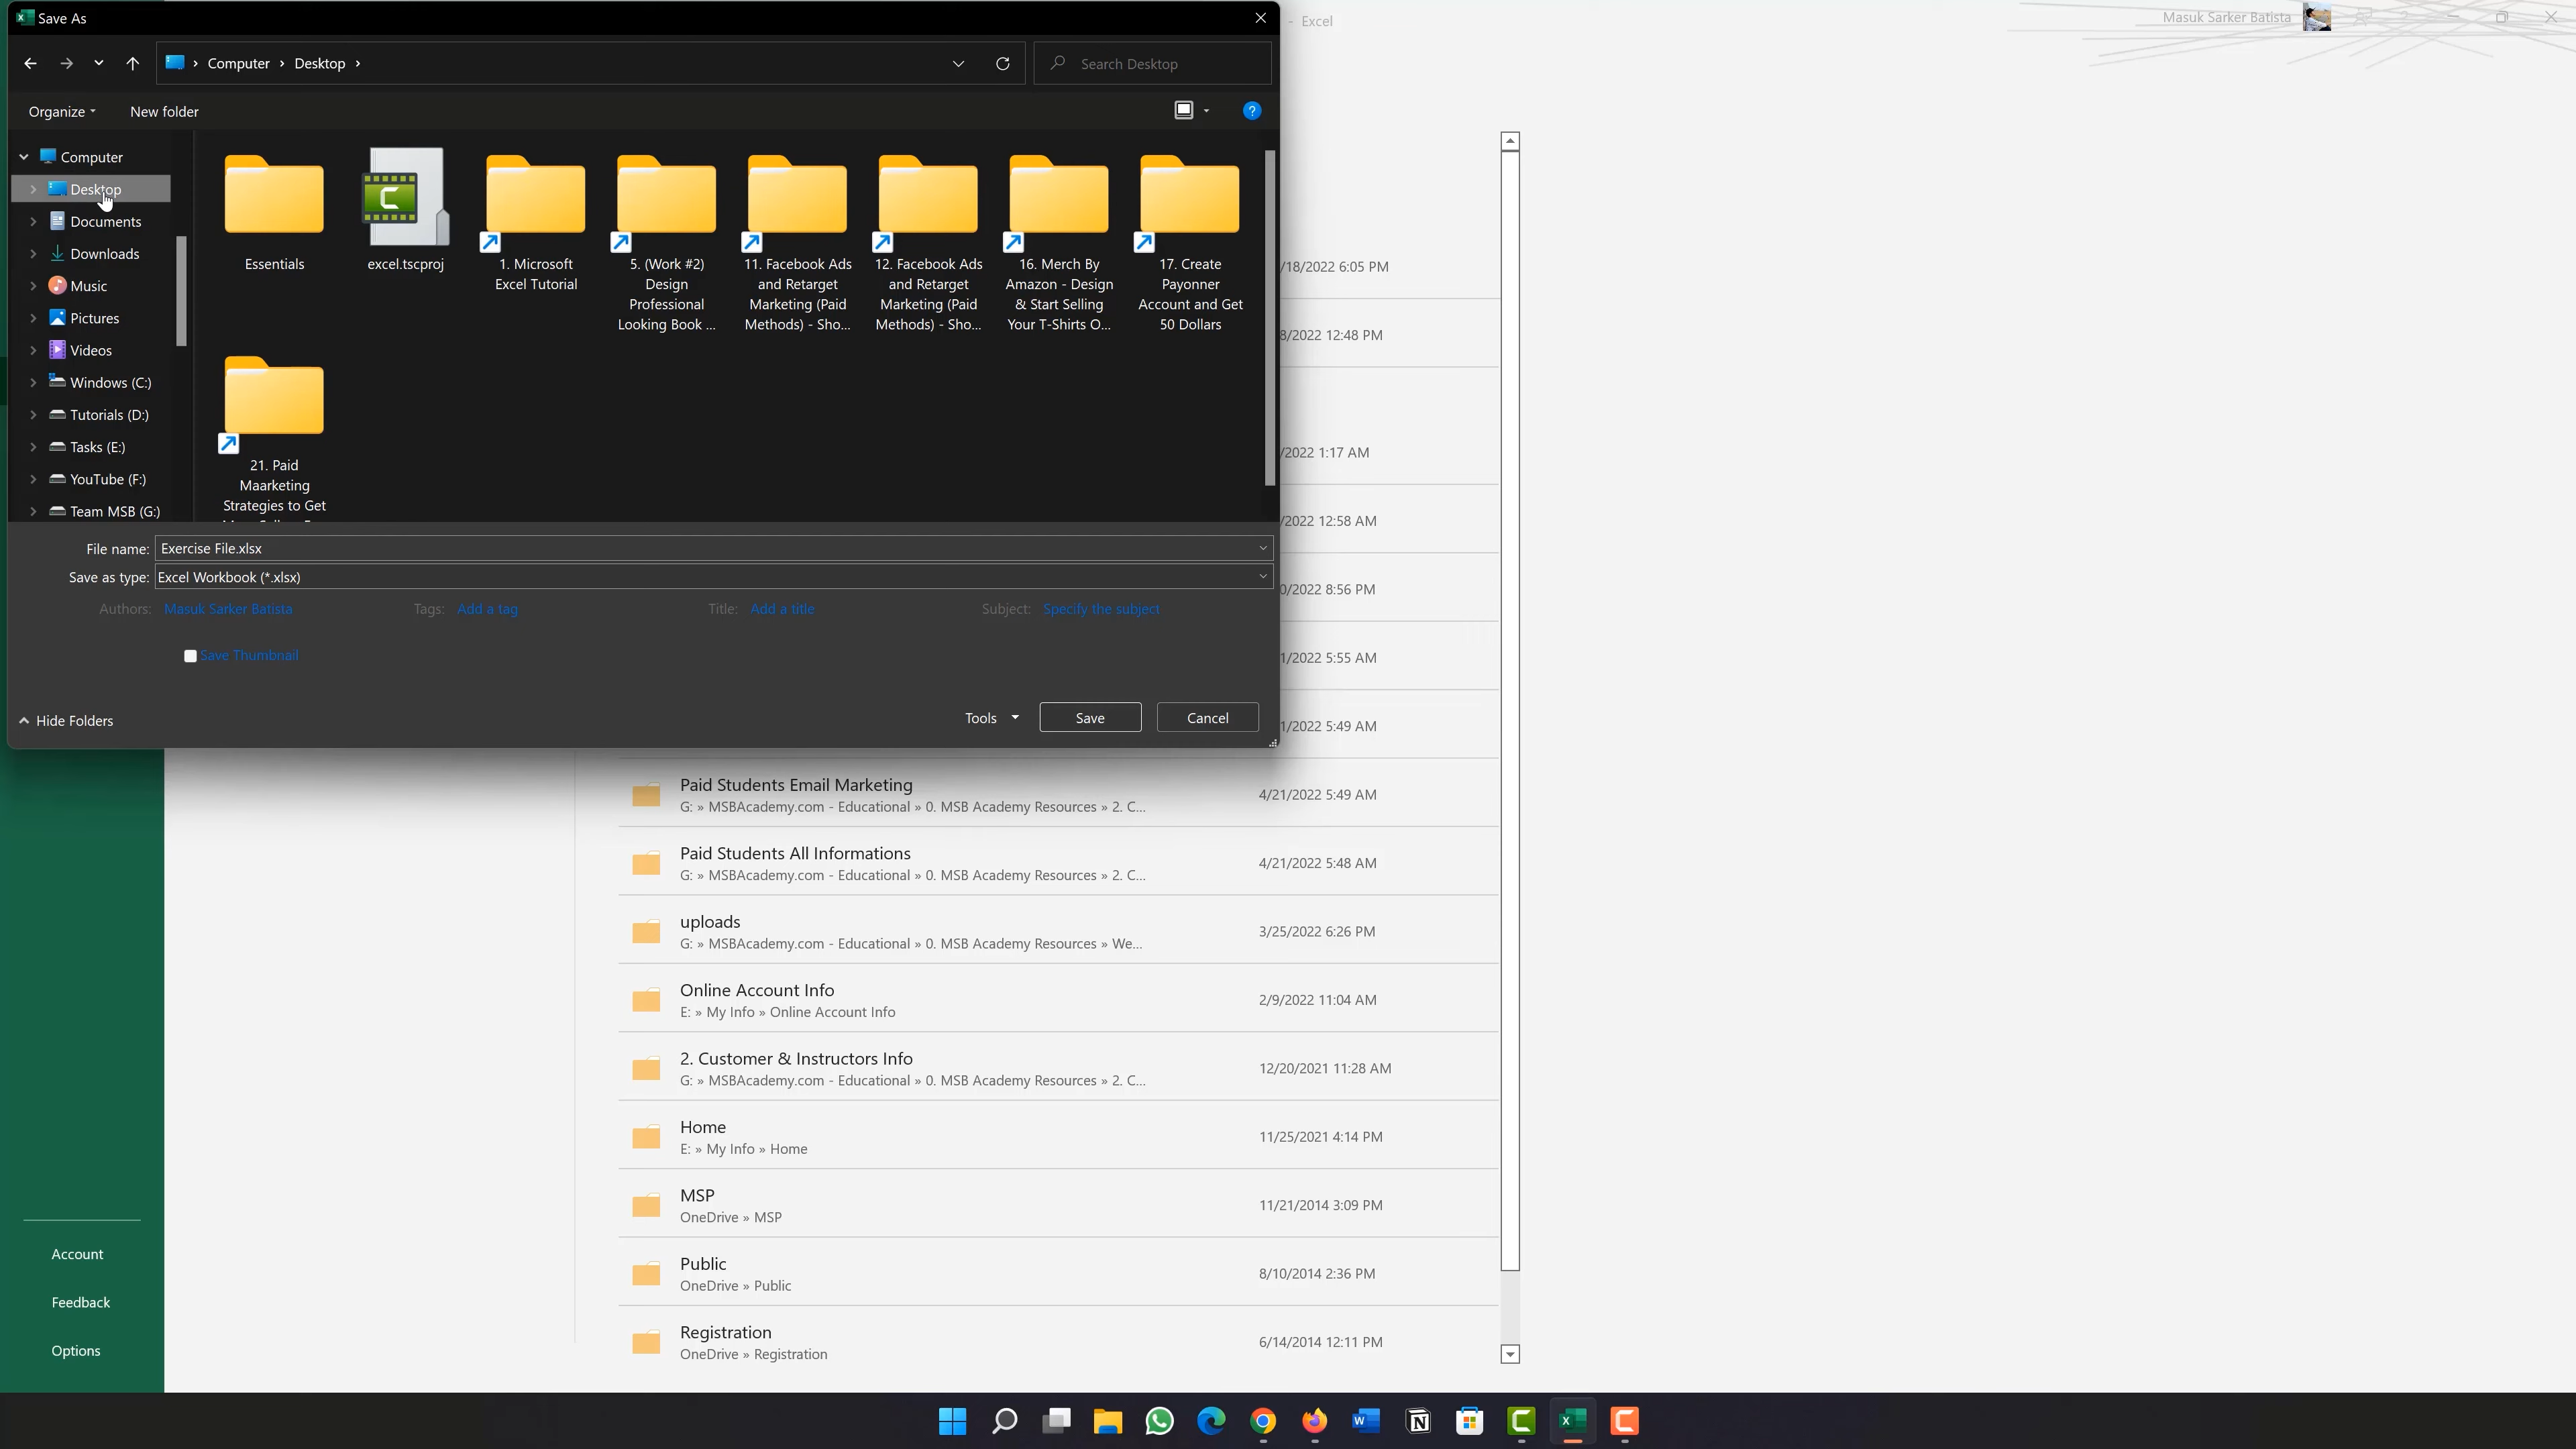 Save As
- Excel
Masuk Sarker Batista
Computer
Desktop
Search Desktop
Organize
New folder
Computer
Desktop
Documents
Downloads
Music
Pictures
Videos
Windows (C:)
Tutorials (D:)
Tasks (E:)
YouTube (F:)
Team MSB (G:)
Essentials
excel.tscproj
1. Microsoft
Excel Tutorial
5. (Work #2)
Design
Professional
Looking Book ...
11. Facebook Ads
and Retarget
Marketing (Paid
Methods) - Sho...
12. Facebook Ads
and Retarget
Marketing (Paid
Methods) - Sho...
16. Merch By
Amazon - Design
& Start Selling
Your T-Shirts O...
17. Create
Payonner
Account and Get
50 Dollars
21. Paid
Maarketing
Strategies to Get
File name: Exercise File.xlsx
Save as type: Excel Workbook (*.xlsx)
Authors: Masuk Sarker Batista
Tags: Add a tag
Title: Add a title
Subject: Specify the subject
Save Thumbnail
Hide Folders
Tools
Save
Cancel
/18/2022 6:05 PM
8/2022 12:48 PM
/2022 1:17 AM
/2022 12:58 AM
0/2022 8:56 PM
1/2022 5:55 AM
1/2022 5:49 AM
Paid Students Email Marketing
G: » MSBAcademy.com - Educational » 0. MSB Academy Resources » 2. C...
4/21/2022 5:49 AM
Paid Students All Informations
G: » MSBAcademy.com - Educational » 0. MSB Academy Resources » 2. C...
4/21/2022 5:48 AM
uploads
G: » MSBAcademy.com - Educational » 0. MSB Academy Resources » We...
3/25/2022 6:26 PM
Online Account Info
E: » My Info » Online Account Info
2/9/2022 11:04 AM
2. Customer & Instructors Info
G: » MSBAcademy.com - Educational » 0. MSB Academy Resources » 2. C...
12/20/2021 11:28 AM
Home
E: » My Info » Home
11/25/2021 4:14 PM
MSP
OneDrive » MSP
11/21/2014 3:09 PM
Public
OneDrive » Public
8/10/2014 2:36 PM
Registration
OneDrive » Registration
6/14/2014 12:11 PM
Account
Feedback
Options